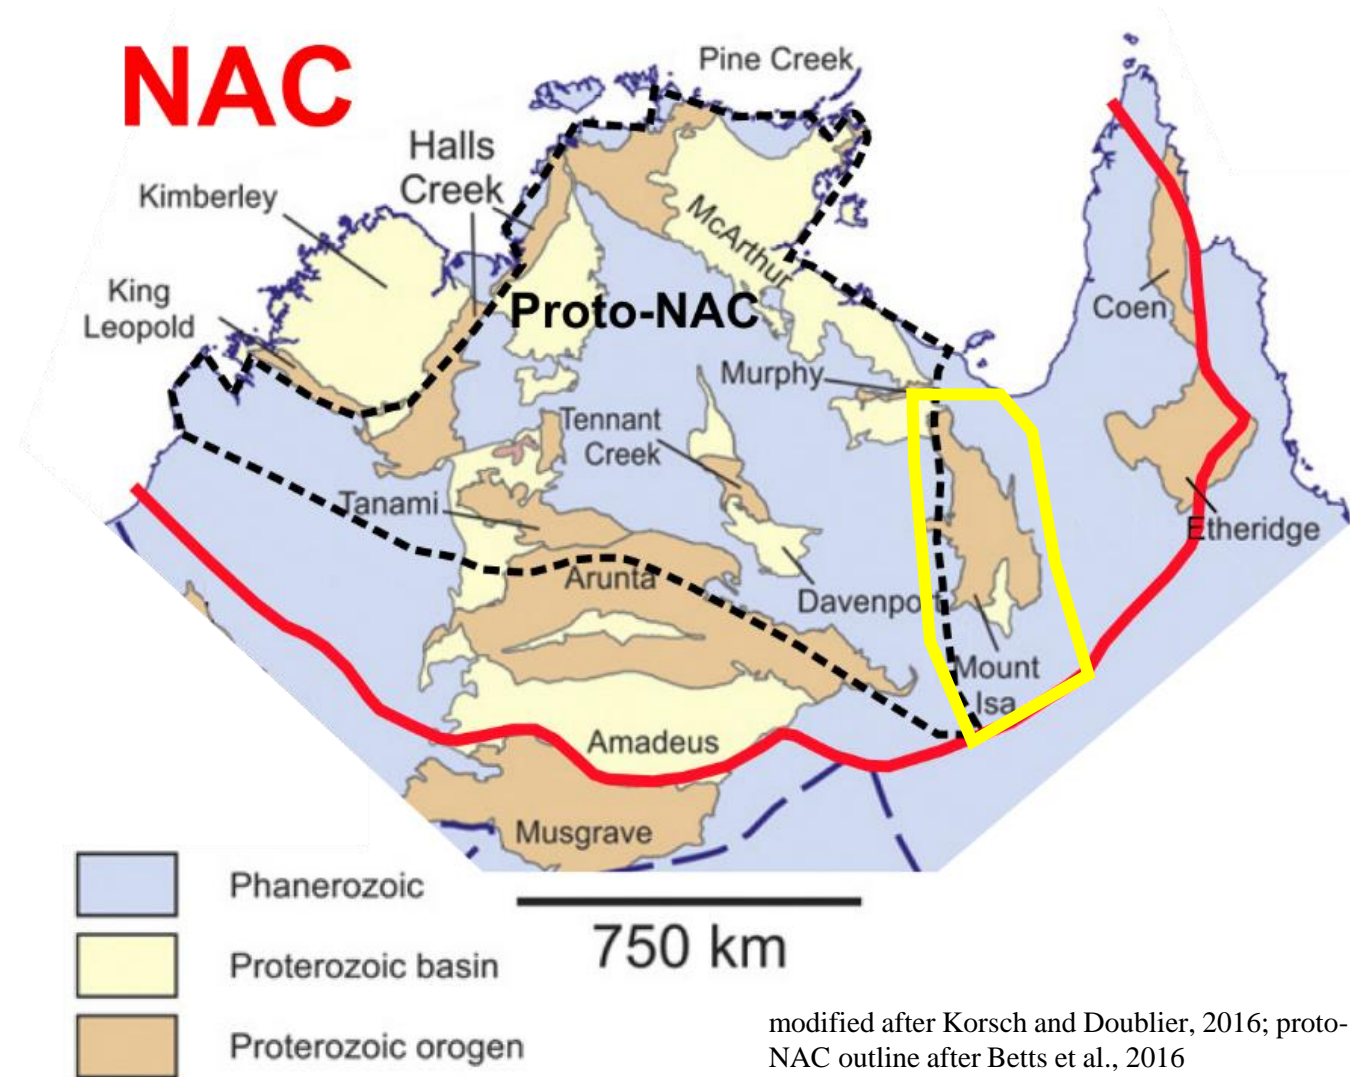 NAC
Pine Creek
Halls
Creek
Kimberley
King
Leopold
McArthur
Proto-NAC
Coen
Murphy
Tennant
Creek
Tanami
Etheridge
Arunta
Davenport
Mount
Isa
Amadeus
Musgrave
Phanerozoic
750 km
Proterozoic basin
Proterozoic orogen
modified after Korsch and Doublier, 2016; proto-
NAC outline after Betts et al., 2016